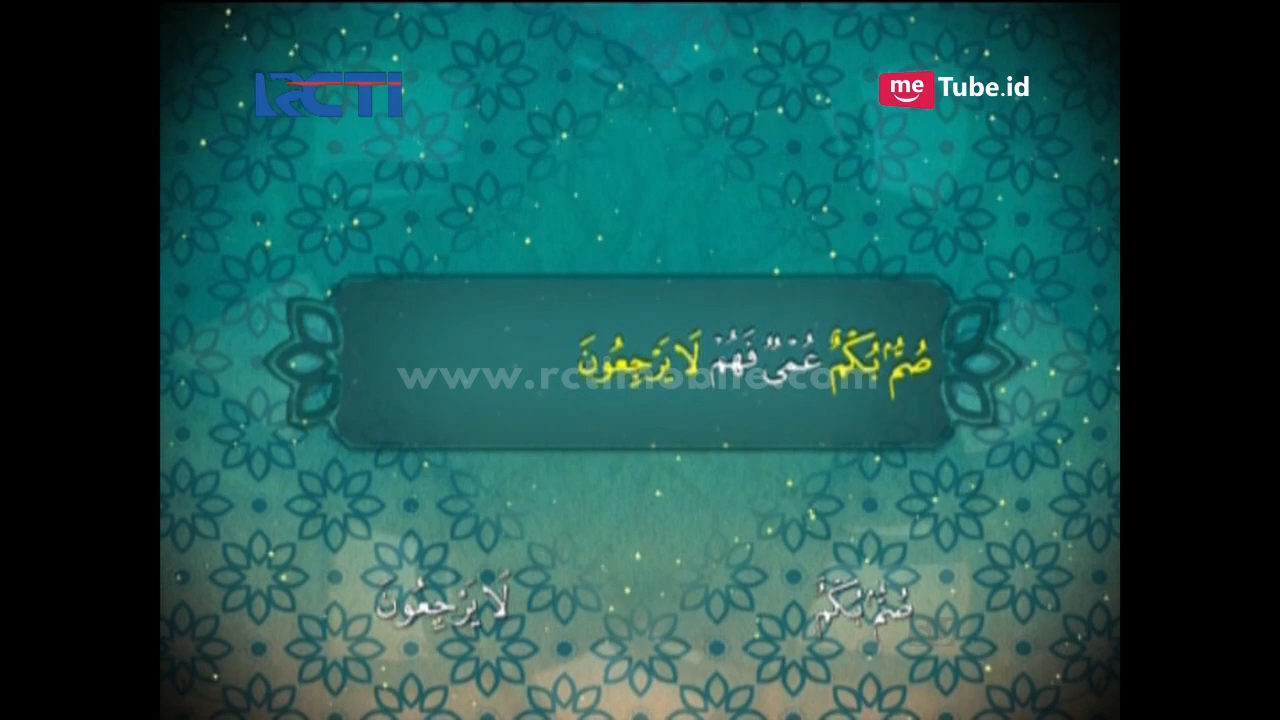 RCTI
me Tube.id
صُمٌّۢ بُكْمٌ عُمْىٌ فَهُمْ لَا يَرْجِعُونَ
www.rctimobile.com
لَا يَرْجِعُونَ صُمٌّۢ بُكْمٌ